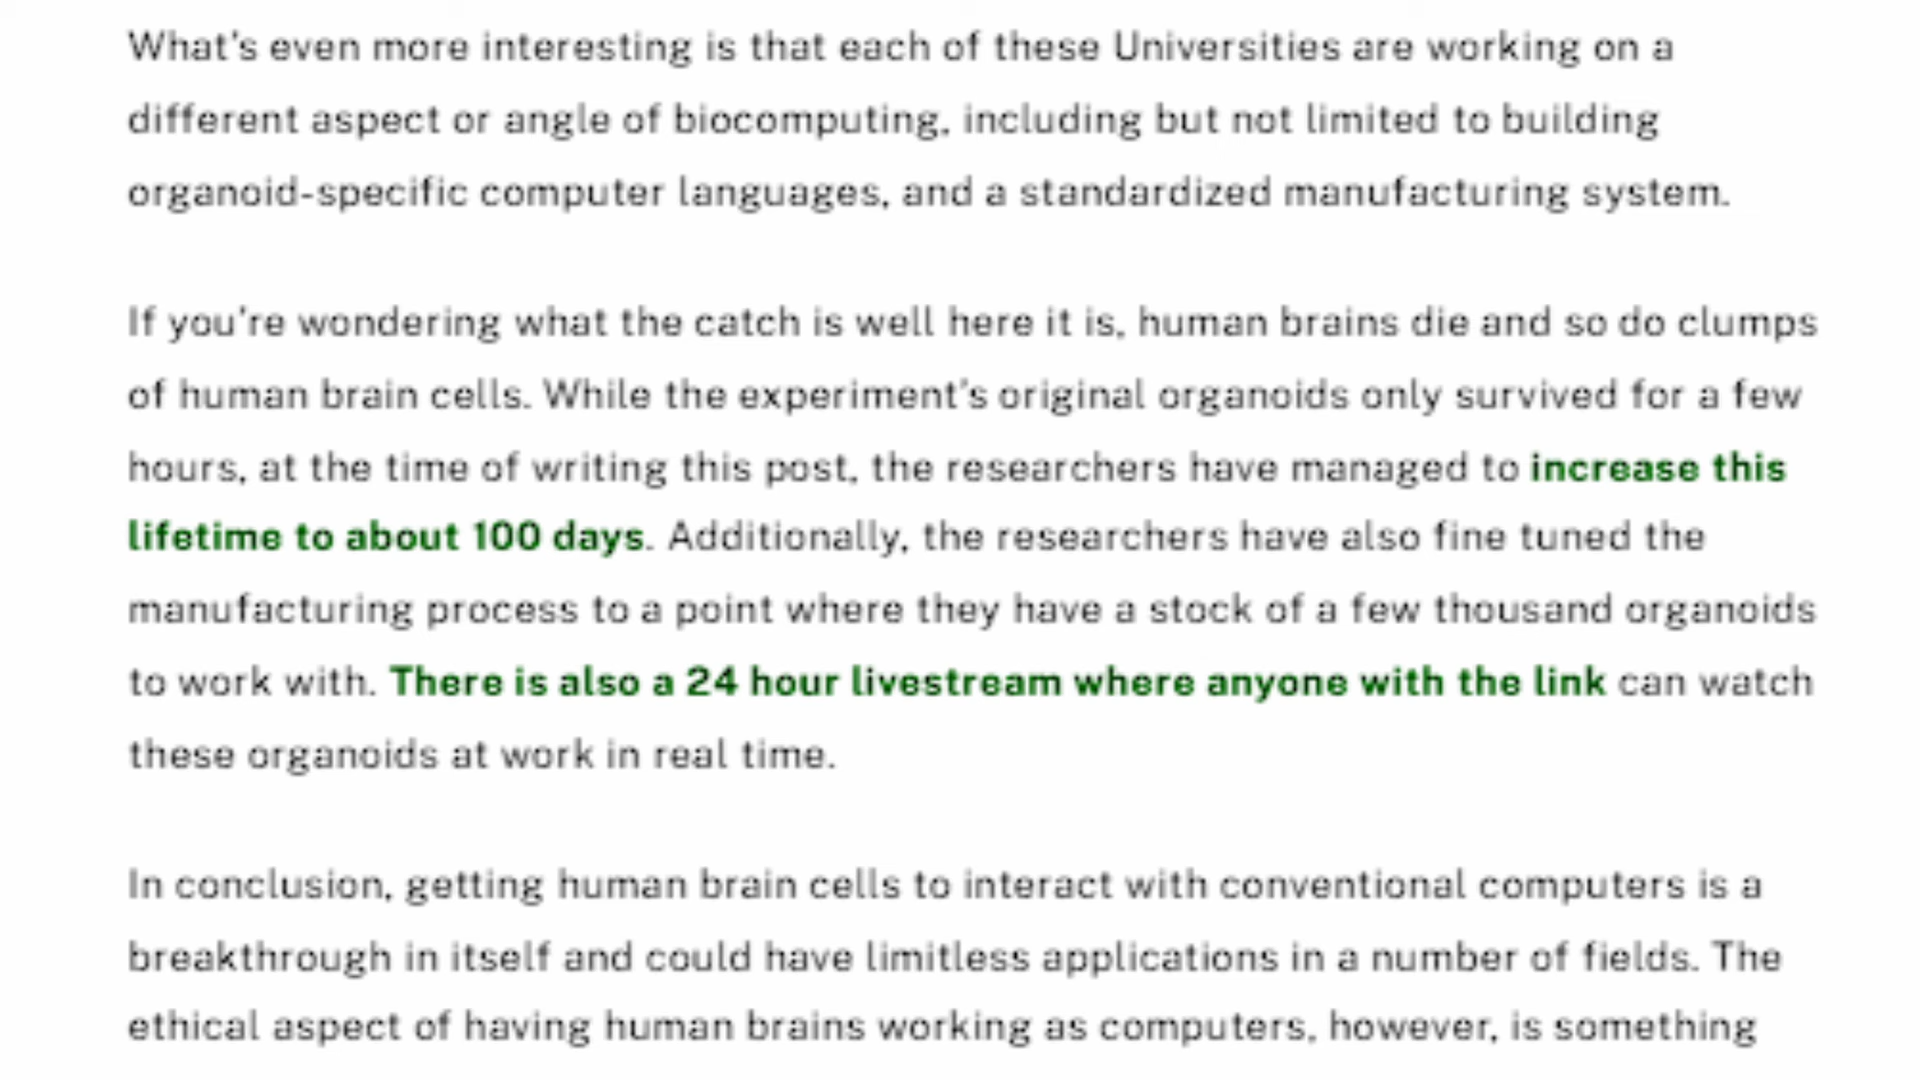 What's even more interesting is that each of these Universities are working on a
different aspect or angle of biocomputing, including but not limited to building
organoid-specific computer languages, and a standardized manufacturing system.
If you're wondering what the catch is well here it is, human brains die and so do clumps
of human brain cells. While the experiment's original organoids only survived for a few
hours, at the time of writing this post, the researchers have managed to increase this
lifetime to about 100 days. Additionally, the researchers have also fine tuned the
manufacturing process to a point where they have a stock of a few thousand organoids
to work with. There is also a 24 hour livestream where anyone with the link can watch
these organoids at work in real time.
In conclusion, getting human brain cells to interact with conventional computers is a
breakthrough in itself and could have limitless applications in a number of fields. The
ethical aspect of having human brains working as computers, however, is something